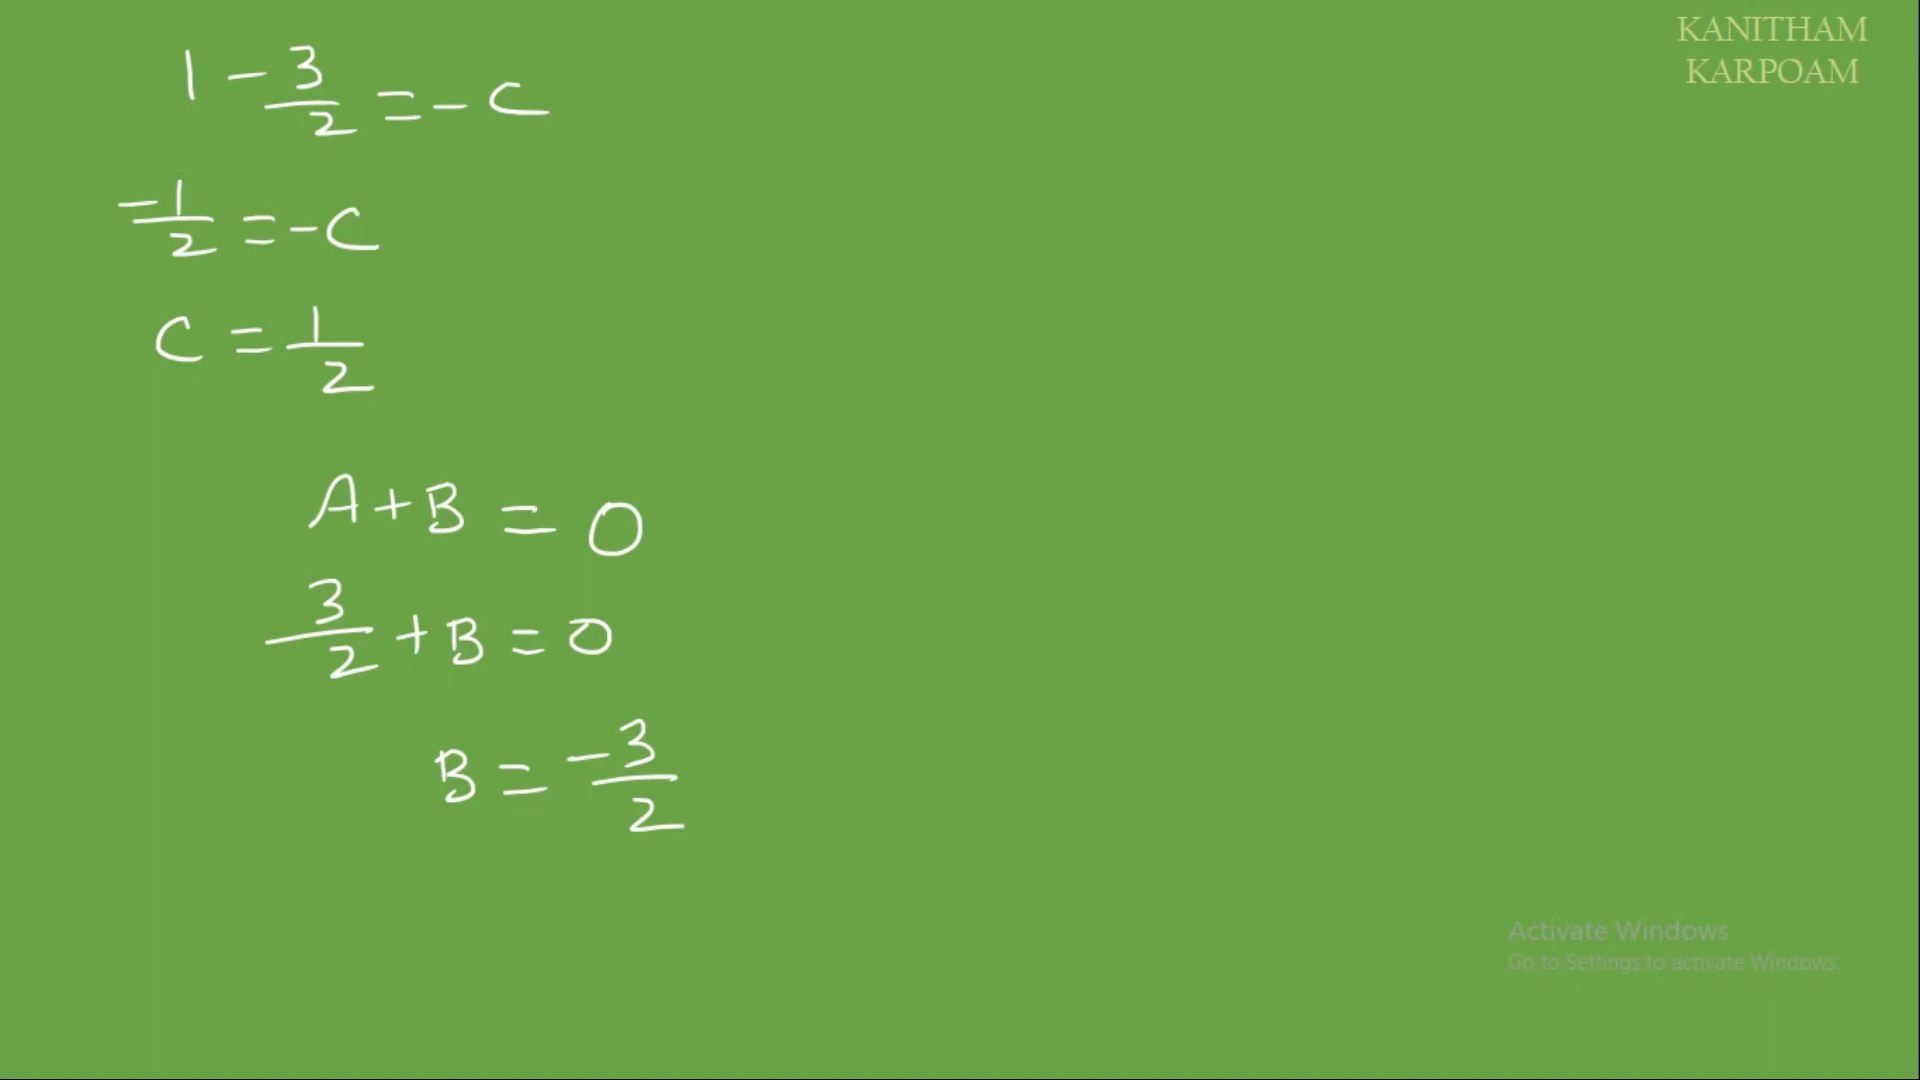 KANITHAM
KARPOAM
1 - 3/2 = - C
-1/2 = - C
C = 1/2
A + B = 0
3/2 + B = 0
B = -3/2
Activate Windows
Go to Settings to activate Windows.